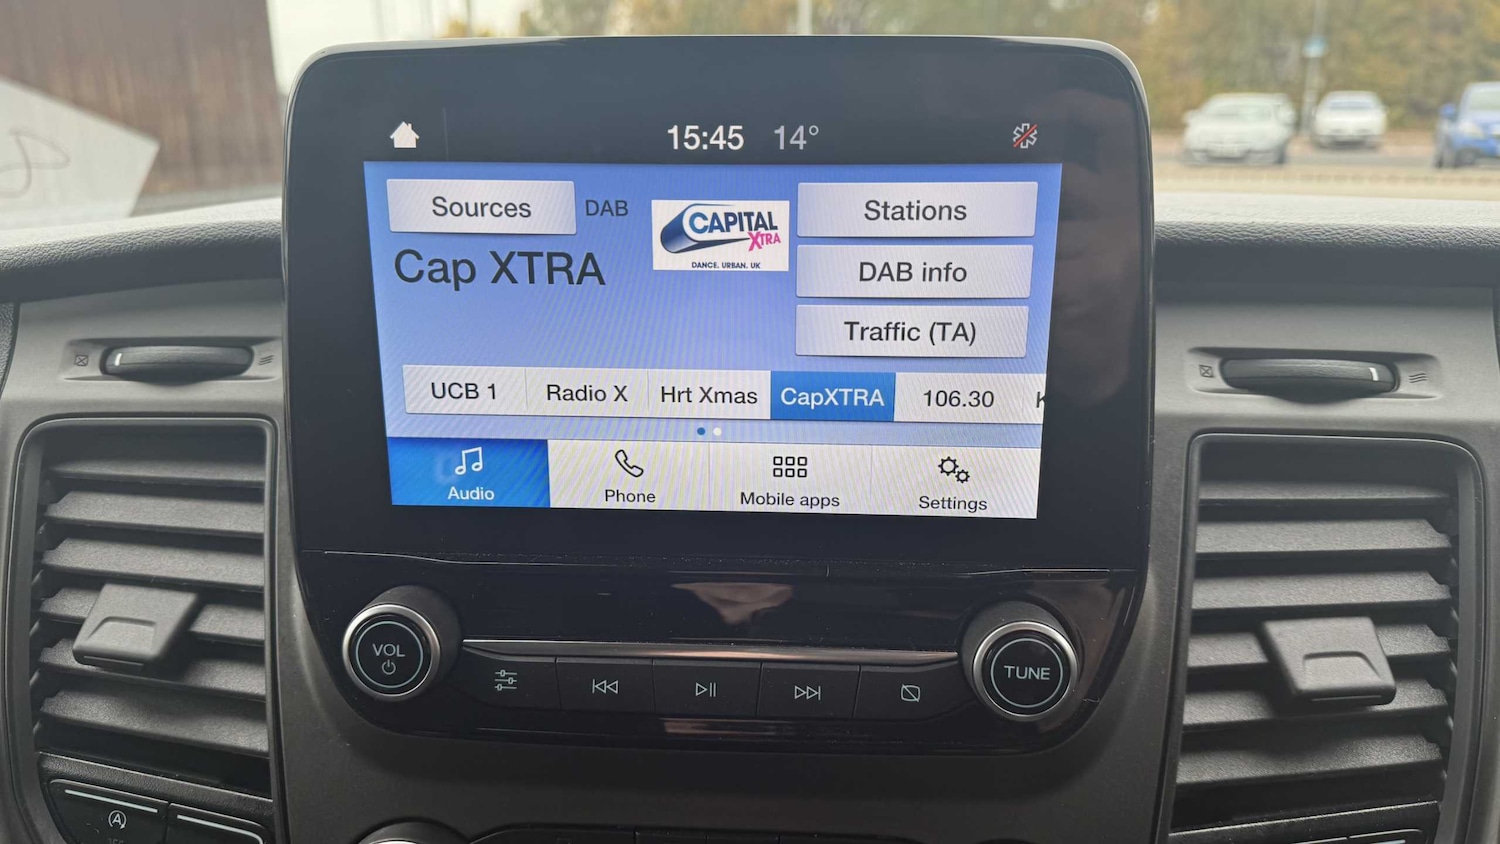 15:45 14°
Sources DAB
CAPITAL
XTRA
DANCE. URBAN. UK
Stations
Cap XTRA
DAB info
Traffic (TA)
UCB 1 Radio X Hrt Xmas CapXTRA 106.30
Audio Phone Mobile apps Settings
VOL
TUNE
A